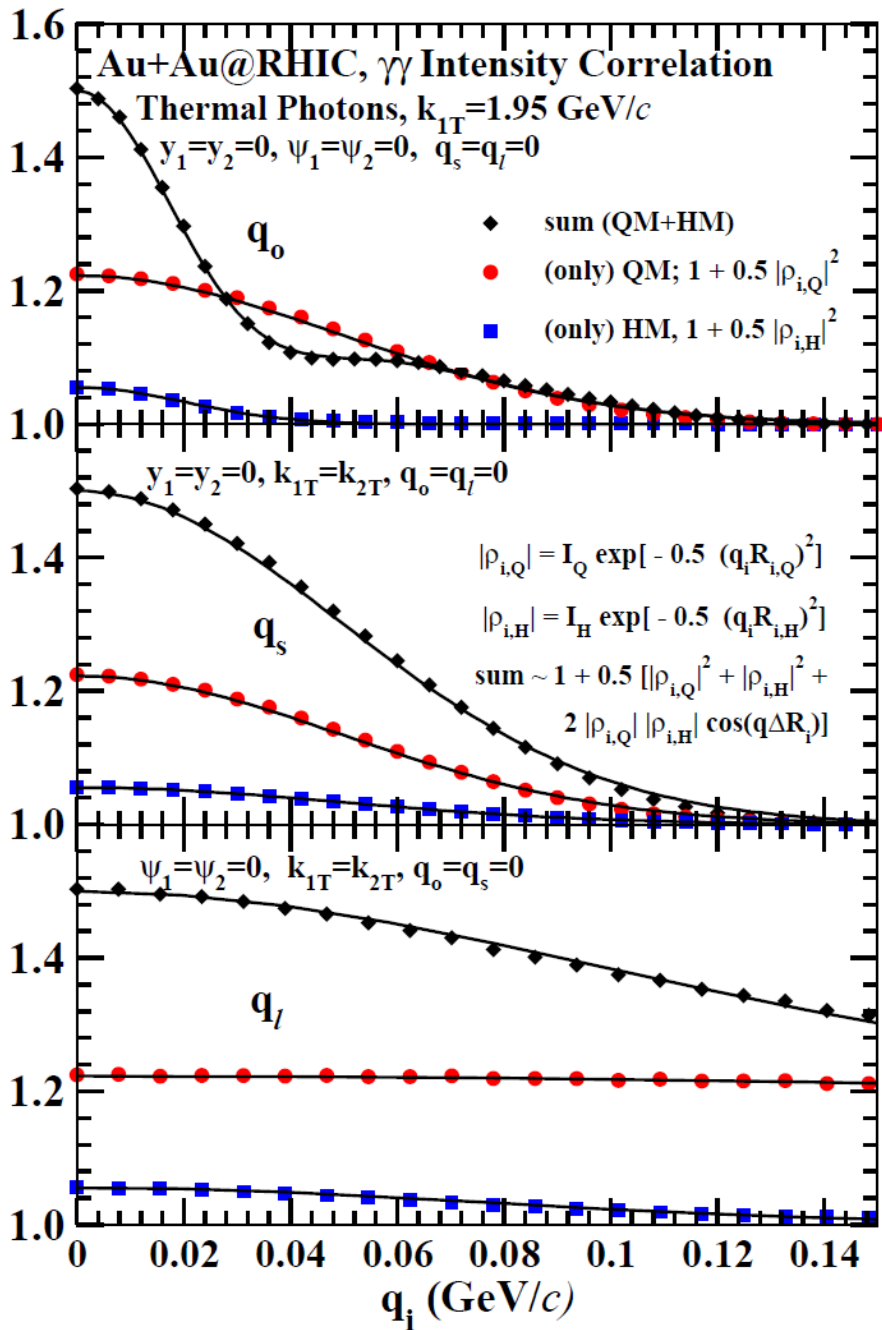 1.6
Au+Au@RHIC, γγ Intensity Correlation
Thermal Photons, k1T=1.95 GeV/c
y1=y2=0, ψ1=ψ2=0, qs=ql=0
1.4
qo
sum (QM+HM)
(only) QM; 1 + 0.5 |ρi,Q|²
(only) HM, 1 + 0.5 |ρi,H|²
1.2
1.0
y1=y2=0, k1T=k2T, qo=ql=0
|ρi,Q| = IQ exp[ - 0.5 (qiRi,Q)²]
1.4
|ρi,H| = IH exp[ - 0.5 (qiRi,H)²]
qs
sum ~ 1 + 0.5 [|ρi,Q|² + |ρi,H|² +
2 |ρi,Q| |ρi,H| cos(qΔRi)]
1.2
1.0
ψ1=ψ2=0, k1T=k2T, qo=qs=0
1.4
ql
1.2
1.0
0 0.02 0.04 0.06 0.08 0.1 0.12 0.14
qi (GeV/c)